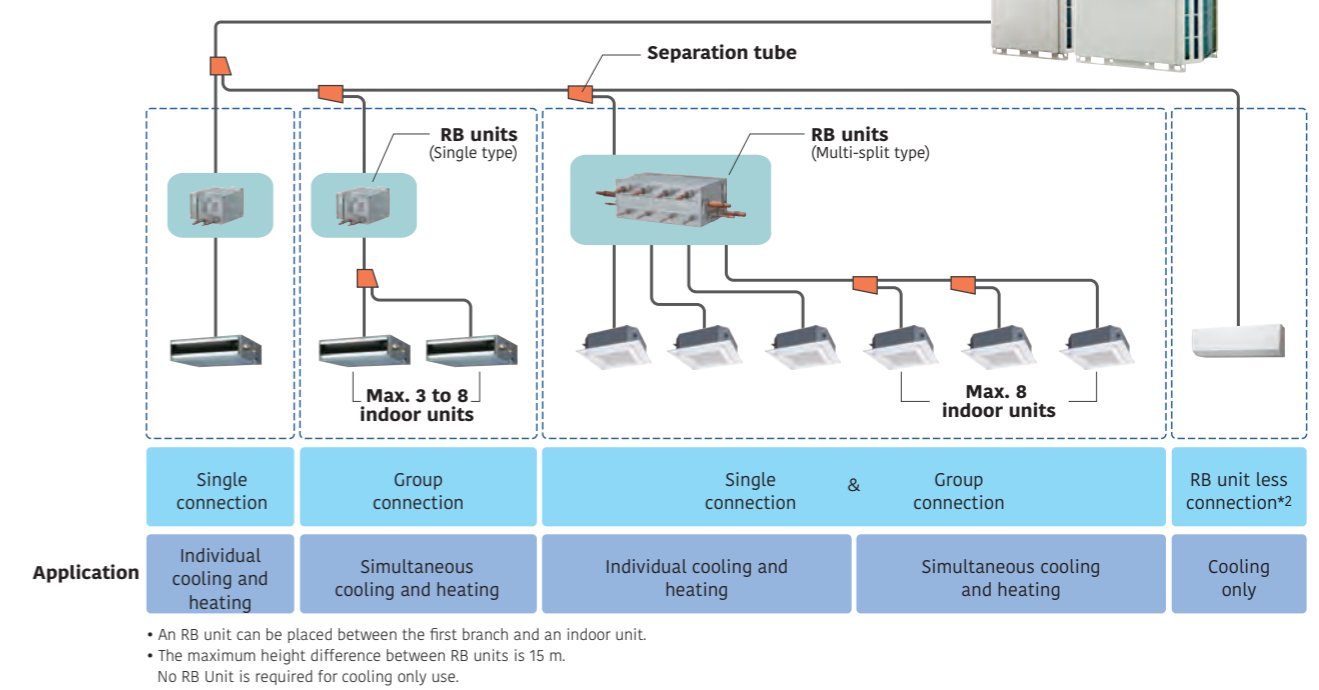 Separation tube
RB units
(Single type)
RB units
(Multi-split type)
Max. 3 to 8
indoor units
Max. 8
indoor units
Single
connection
Group
connection
Single
connection
&
Group
connection
RB unit less
connection*2
Application
Individual
cooling and
heating
Simultaneous
cooling and heating
Individual cooling and
heating
Simultaneous cooling
and heating
Cooling
only
• An RB unit can be placed between the first branch and an indoor unit.
• The maximum height difference between RB units is 15 m.
No RB Unit is required for cooling only use.